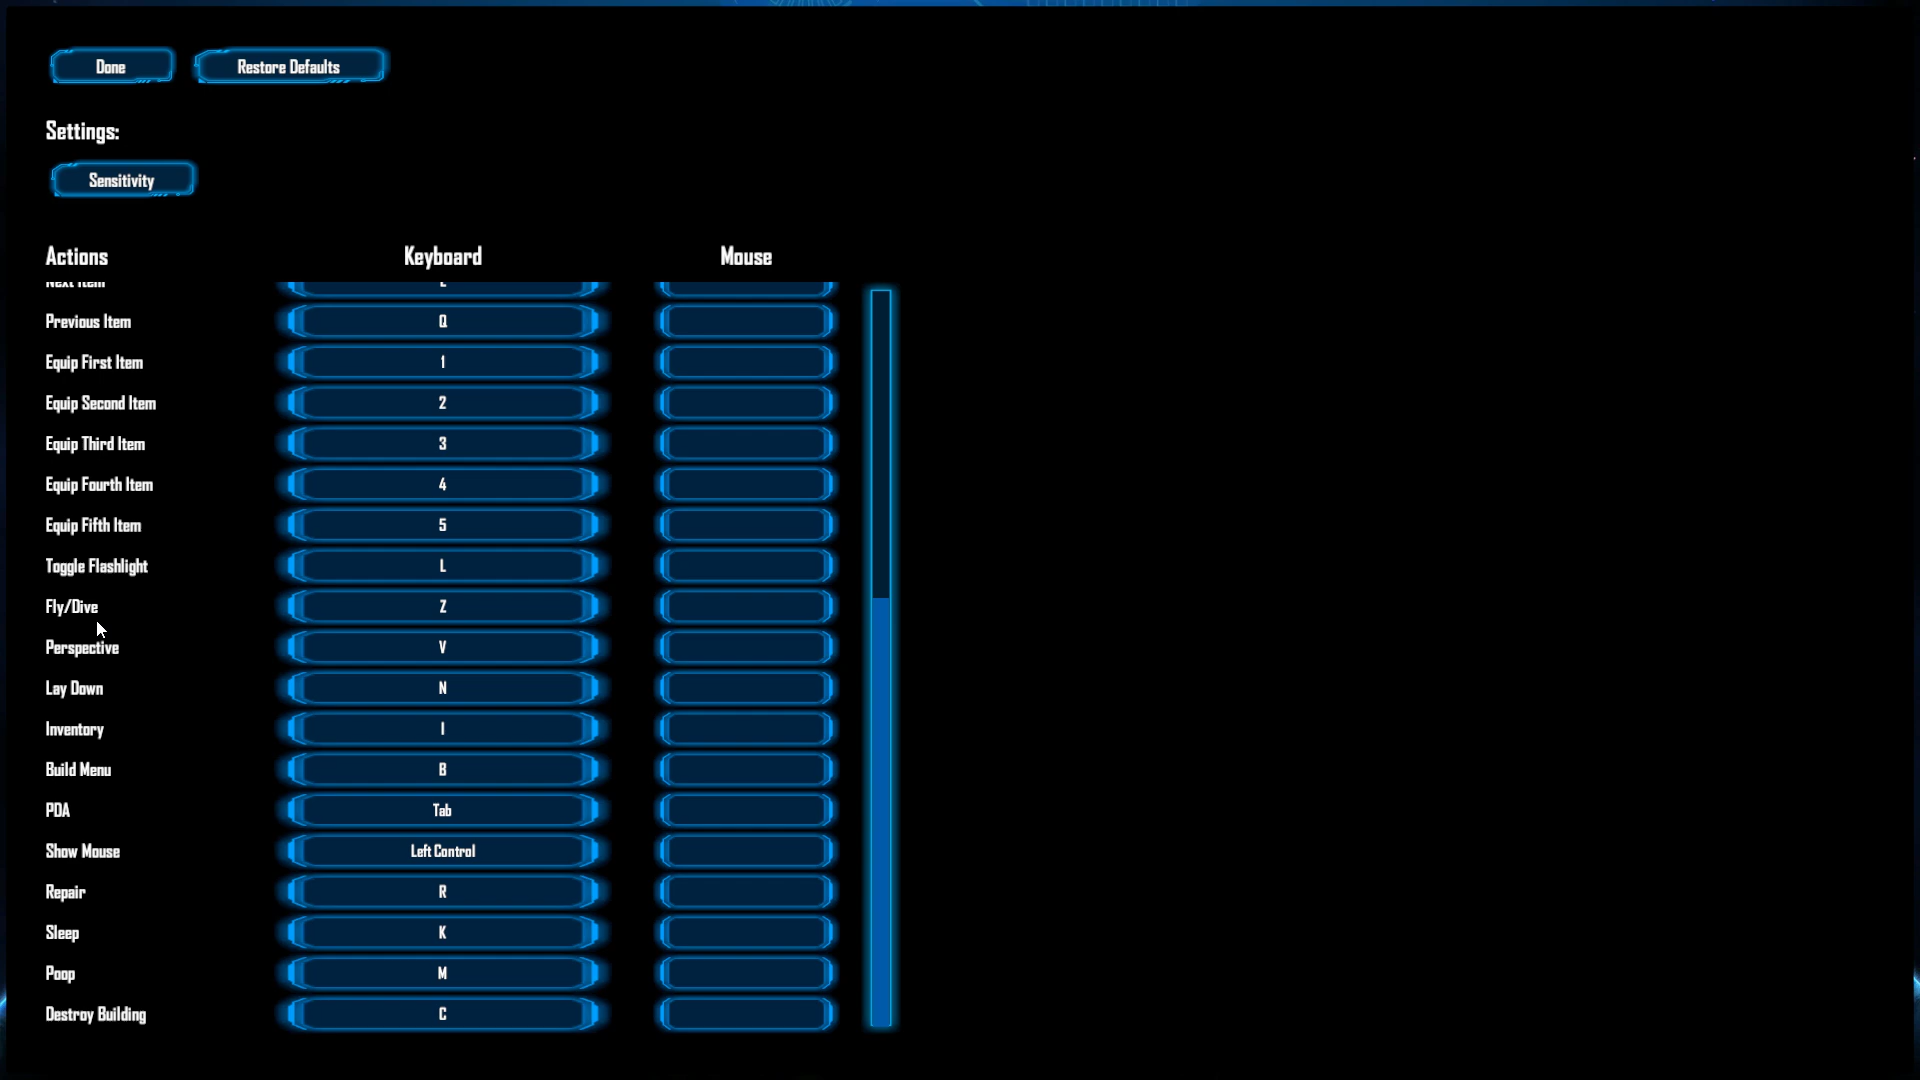 Done Restore Defaults
Settings:
Sensitivity
Actions Keyboard Mouse
Next Item E
Previous Item Q
Equip First Item 1
Equip Second Item 2
Equip Third Item 3
Equip Fourth Item 4
Equip Fifth Item 5
Toggle Flashlight L
Fly/Dive Z
Perspective V
Lay Down N
Inventory I
Build Menu B
PDA Tab
Show Mouse Left Control
Repair R
Sleep K
Poop M
Destroy Building C